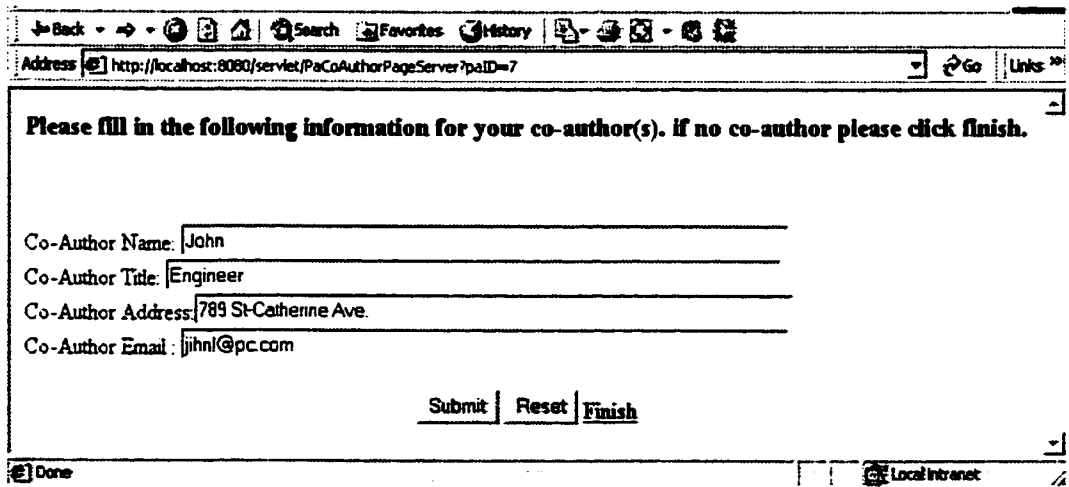 Back Search Favorites History
Address http://localhost:8080/servlet/PaCoAuthorPageServer?paID=7 Go Links »
Please fill in the following information for your co-author(s). if no co-author please click finish.
Co-Author Name: John
Co-Author Title: Engineer
Co-Author Address: 789 St-Catherine Ave.
Co-Author Email : jihnl@pc.com
Submit Reset Finish
Done Local intranet